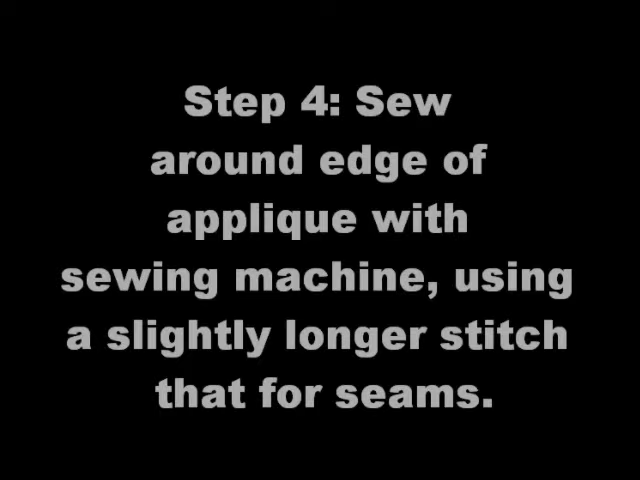 Step 4: Sew
around edge of
applique with
sewing machine, using
a slightly longer stitch
that for seams.